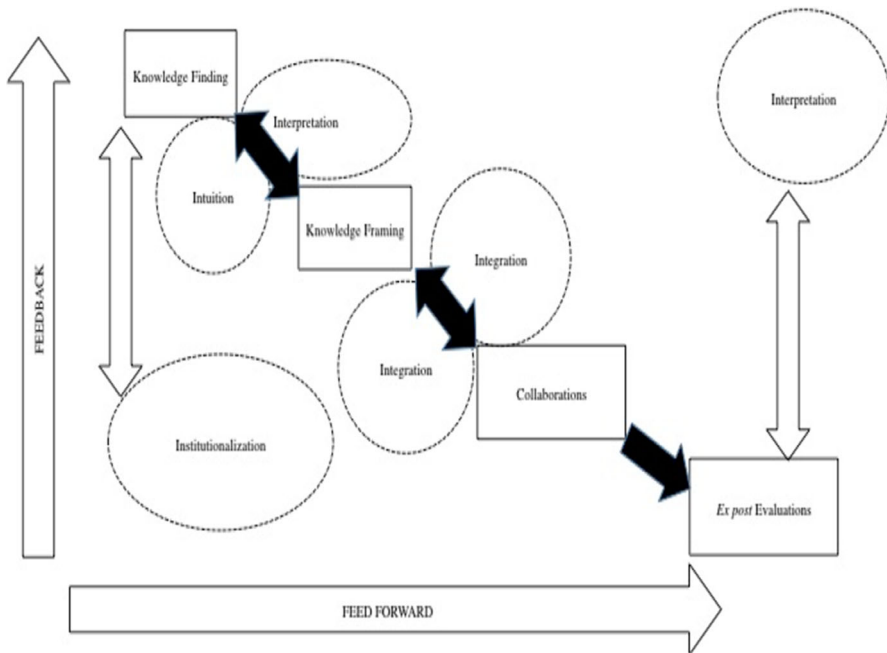 Knowledge Finding
Interpretation
Interpretation
Intuition
Knowledge Framing
Integration
FEEDBACK
Integration
Collaborations
Institutionalization
Ex post Evaluations
FEED FORWARD